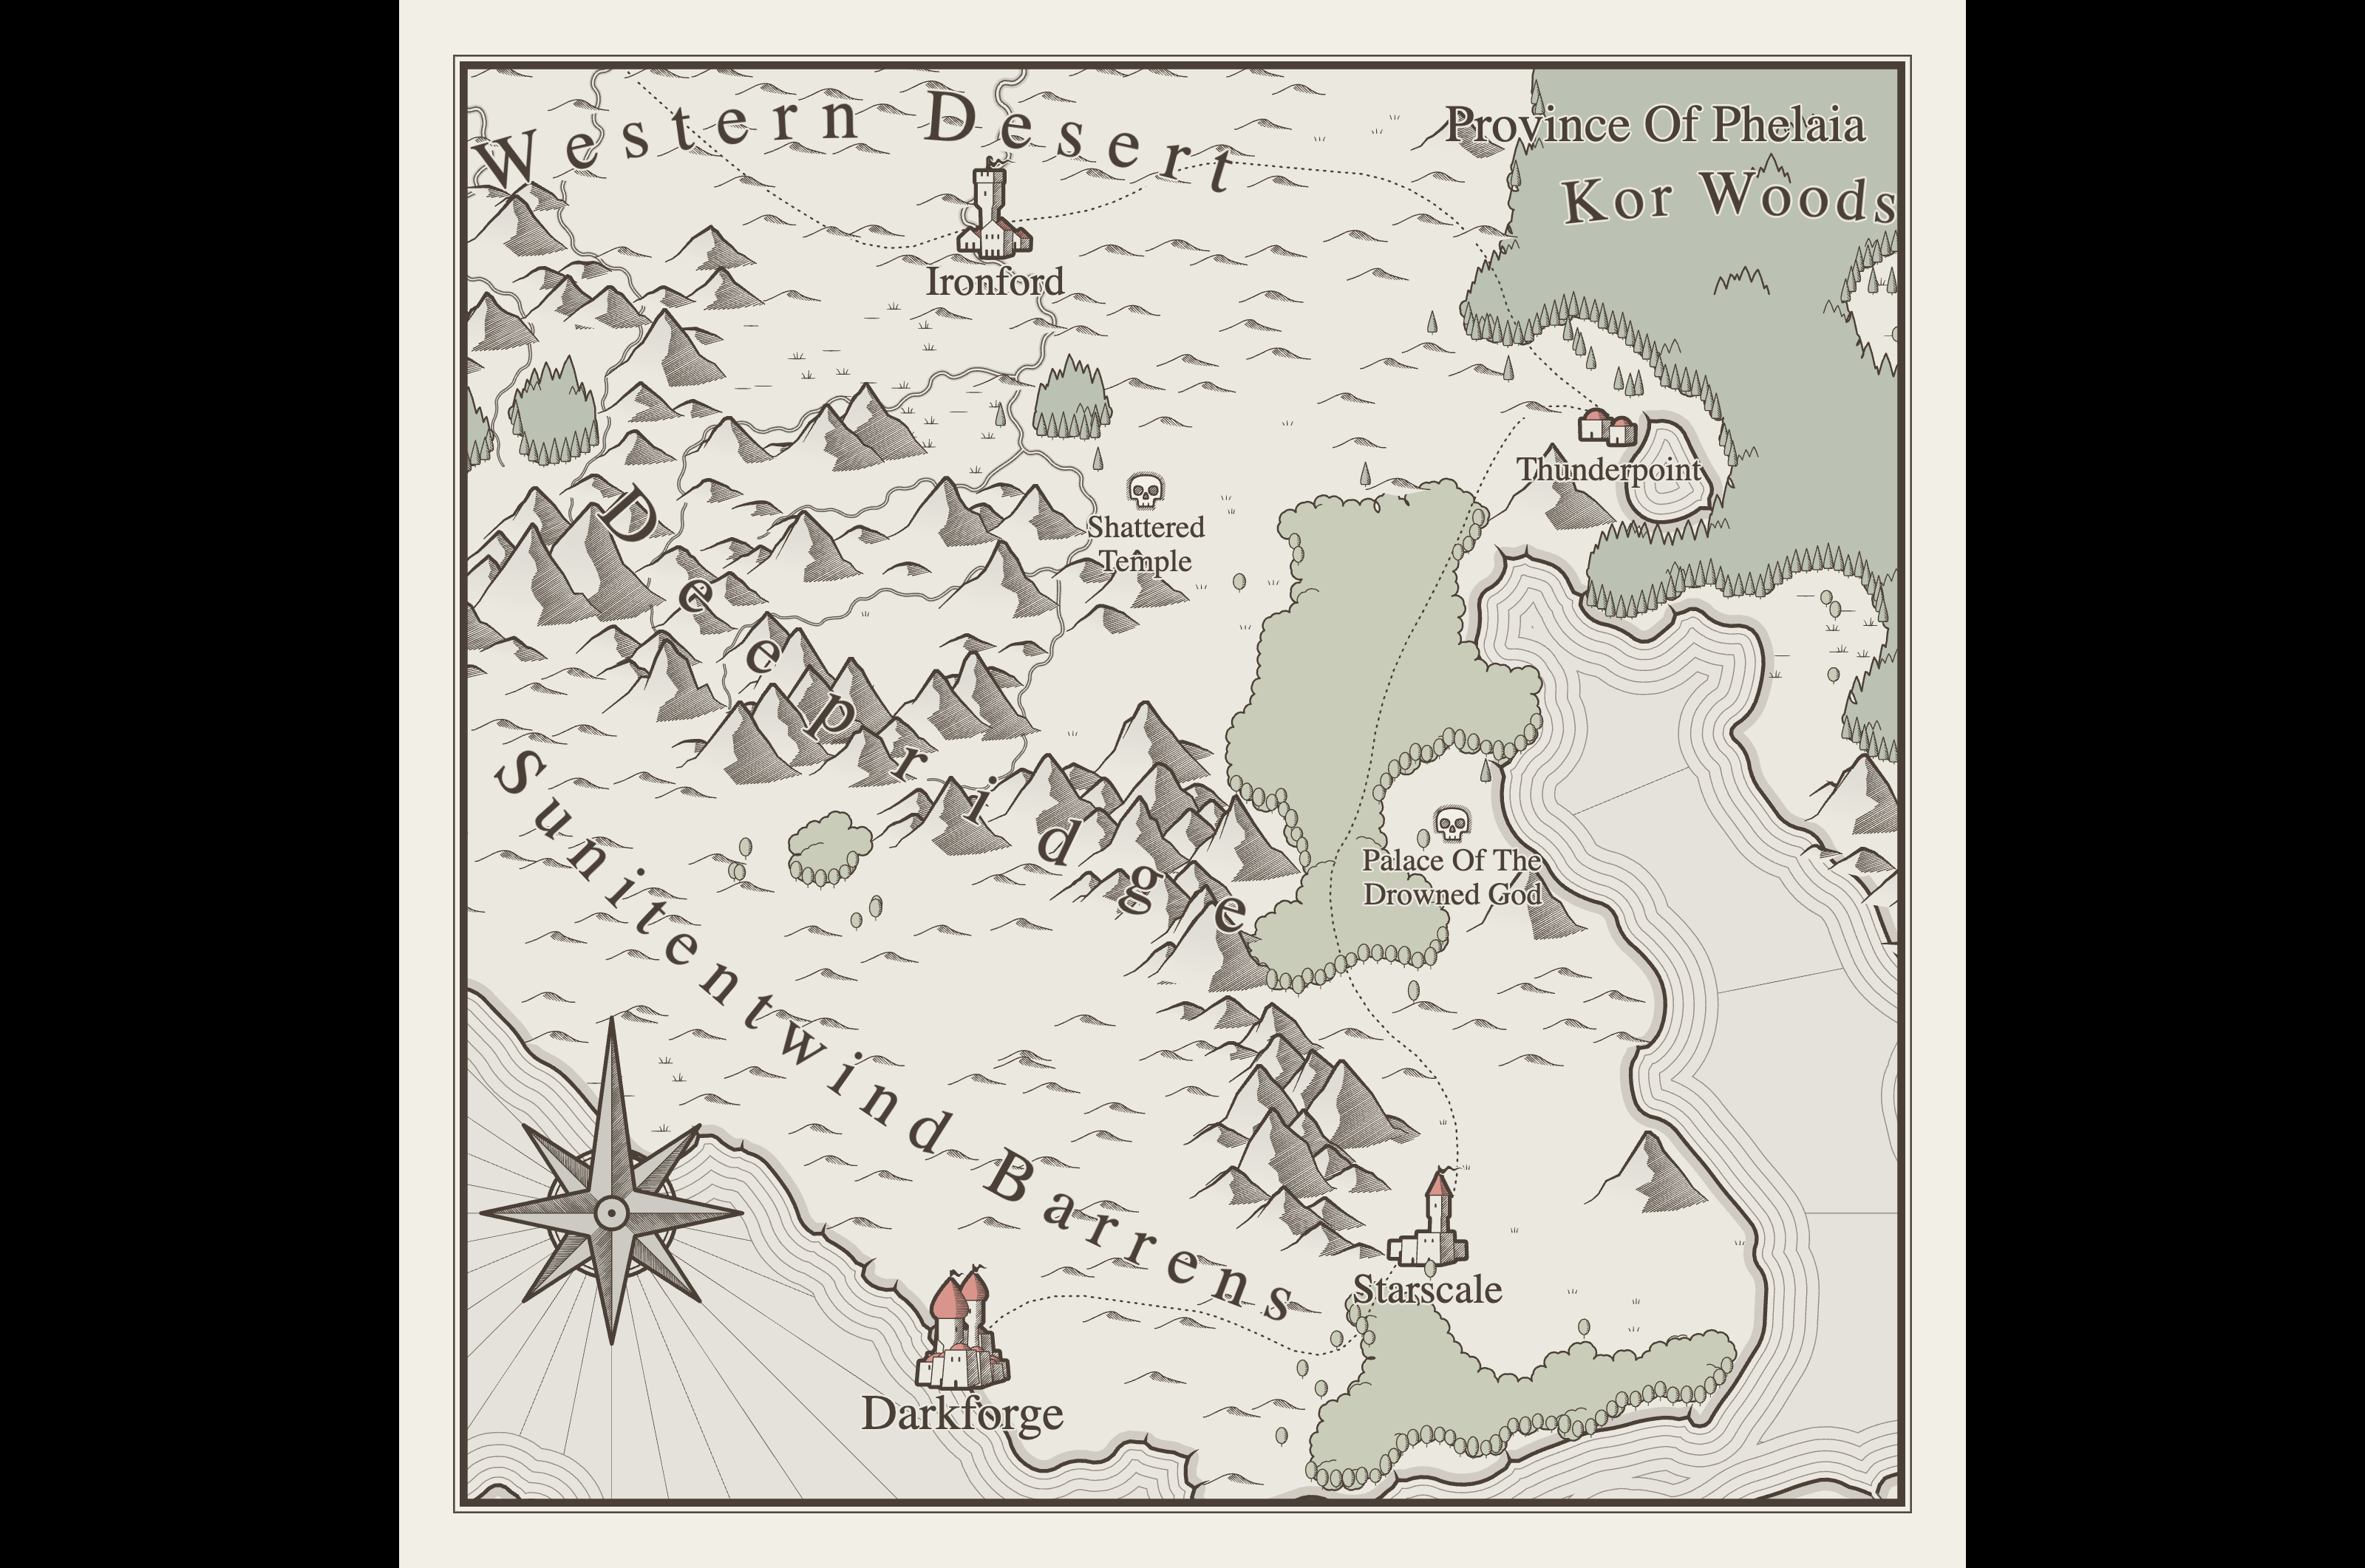 Western Desert
Province Of Phelaia
Kor Woods
Ironford
Thunderpoint
Shattered
Temple
Deepridge
Palace Of The
Drowned God
Sunitentwind Barrens
Starscale
Darkforge